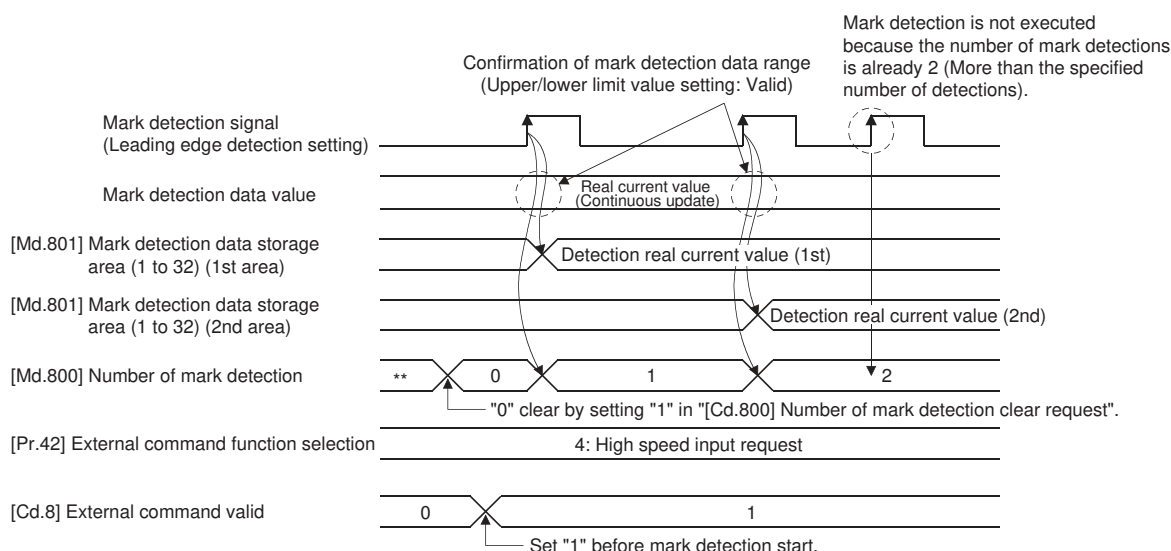 Mark detection is not executed
because the number of mark detections
is already 2 (More than the specified
number of detections).
Confirmation of mark detection data range
(Upper/lower limit value setting: Valid)
Mark detection signal
(Leading edge detection setting)
Mark detection data value
Real current value
(Continuous update)
[Md.801] Mark detection data storage
area (1 to 32) (1st area)
Detection real current value (1st)
[Md.801] Mark detection data storage
area (1 to 32) (2nd area)
Detection real current value (2nd)
[Md.800] Number of mark detection
** 0 1 2
"0" clear by setting "1" in "[Cd.800] Number of mark detection clear request".
[Pr.42] External command function selection
4: High speed input request
[Cd.8] External command valid
0 1
Set "1" before mark detection start.